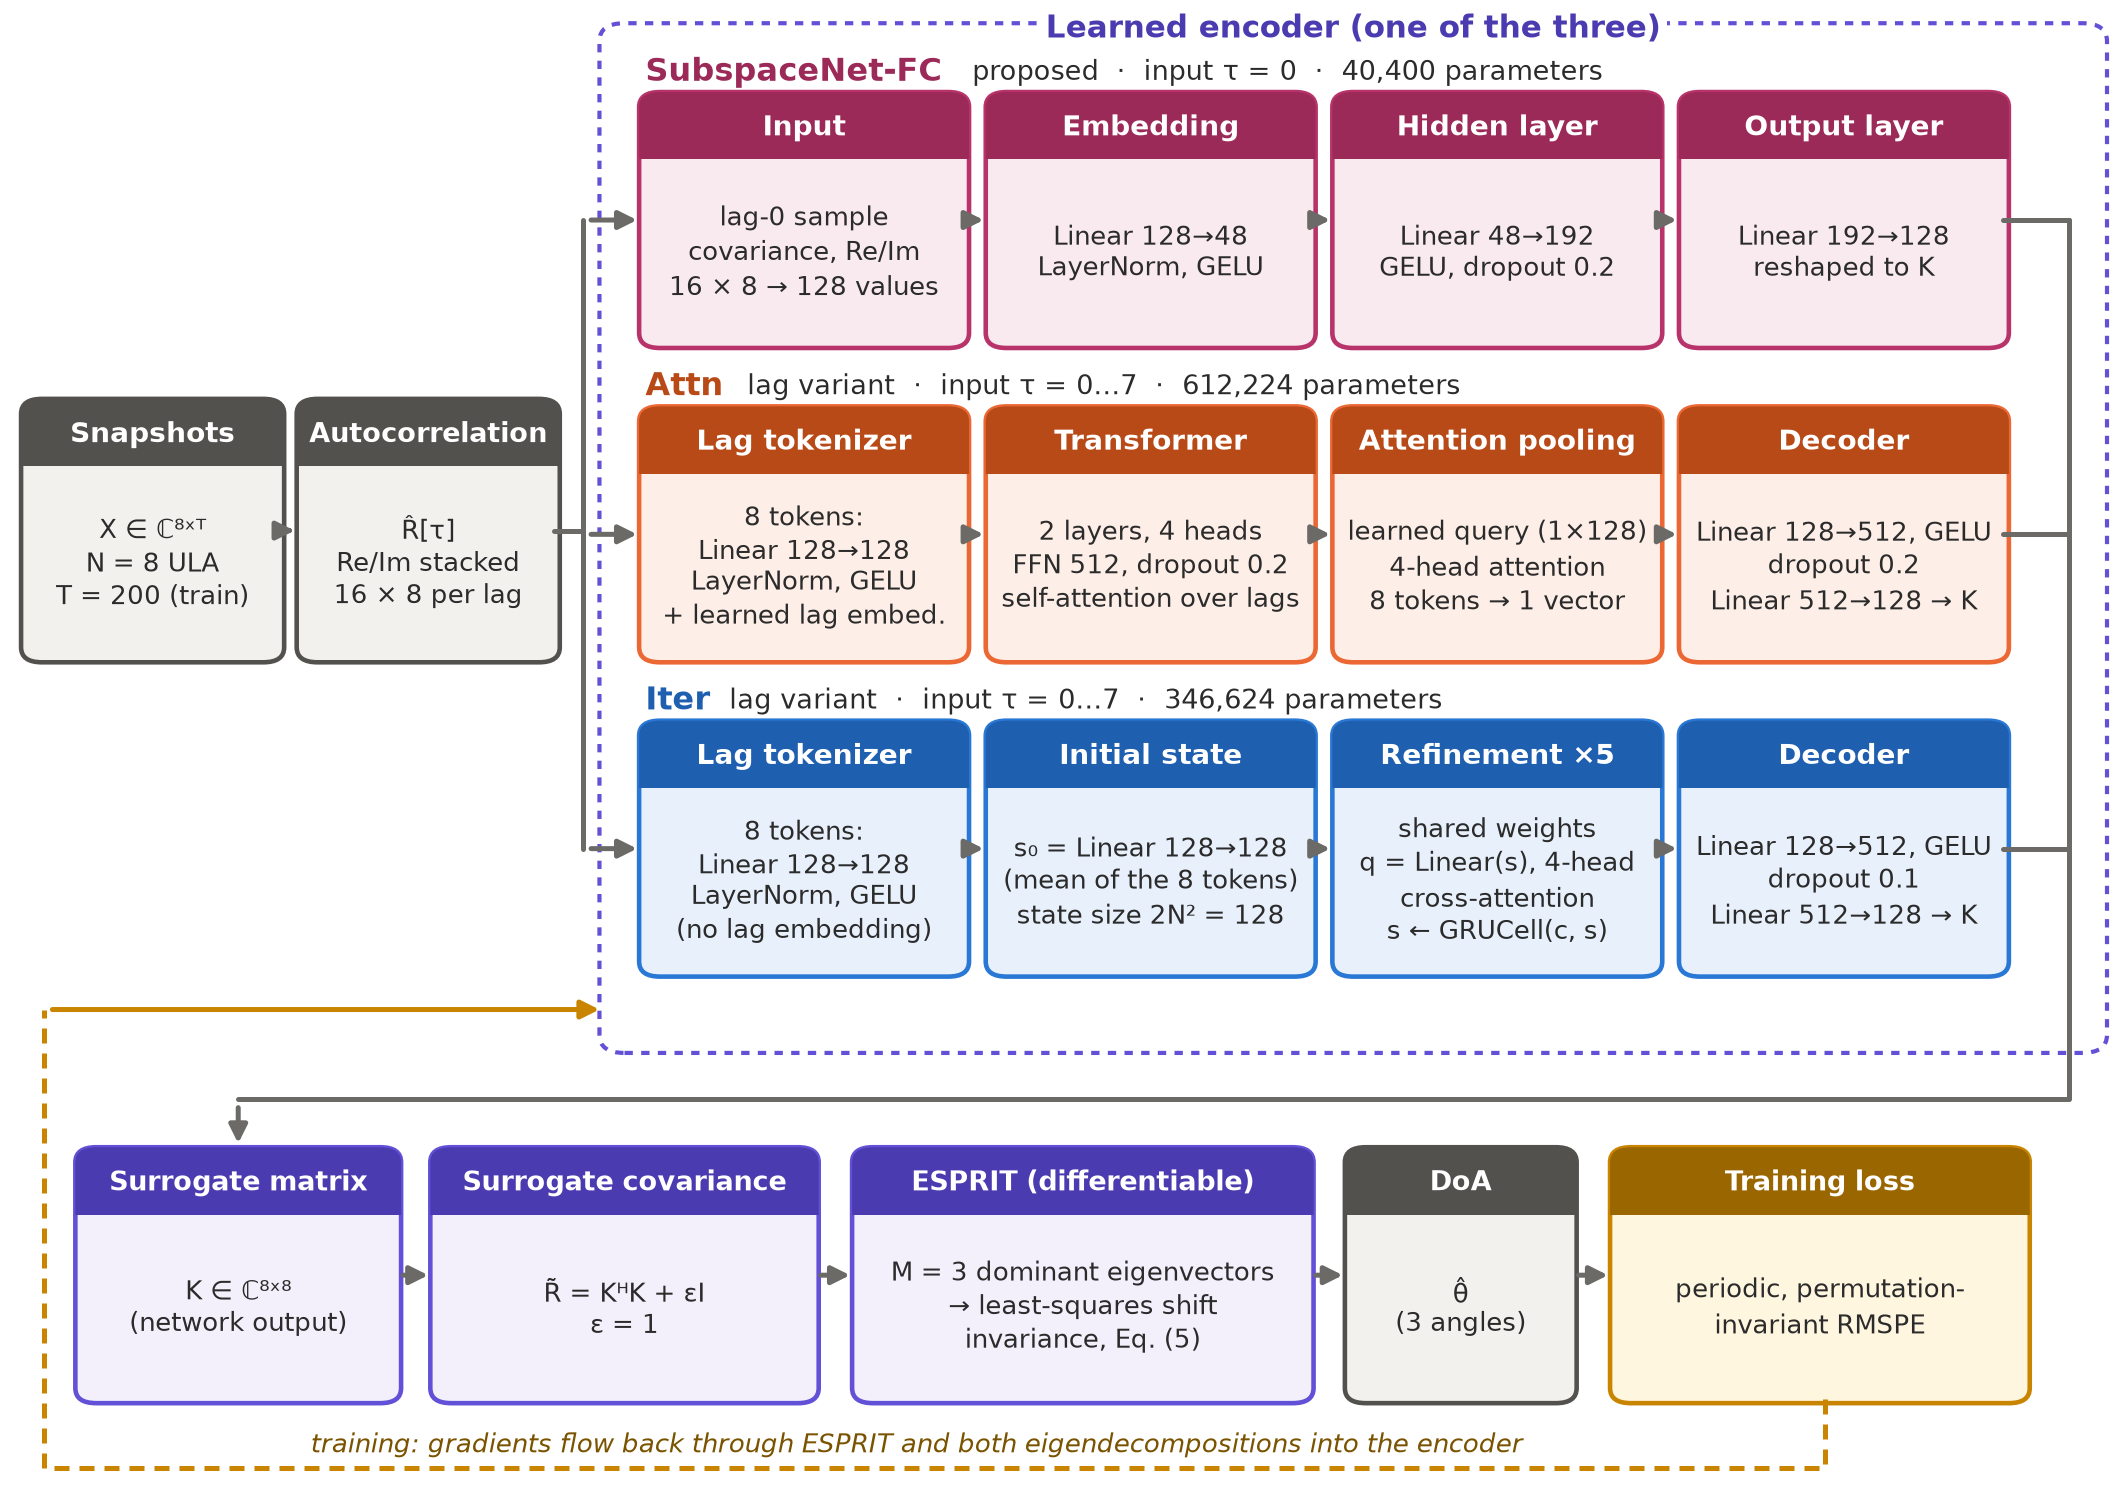 Learned encoder (one of the three)
SubspaceNet-FC proposed · input τ = 0 · 40,400 parameters
Input
lag-0 sample
covariance, Re/Im
16 × 8 → 128 values
Embedding
Linear 128→48
LayerNorm, GELU
Hidden layer
Linear 48→192
GELU, dropout 0.2
Output layer
Linear 192→128
reshaped to K
Snapshots
X ∈ ℂ⁸ˣᵀ
N = 8 ULA
T = 200 (train)
Autocorrelation
R̂[τ]
Re/Im stacked
16 × 8 per lag
Attn lag variant · input τ = 0…7 · 612,224 parameters
Lag tokenizer
8 tokens:
Linear 128→128
LayerNorm, GELU
+ learned lag embed.
Transformer
2 layers, 4 heads
FFN 512, dropout 0.2
self-attention over lags
Attention pooling
learned query (1×128)
4-head attention
8 tokens → 1 vector
Decoder
Linear 128→512, GELU
dropout 0.2
Linear 512→128 → K
Iter lag variant · input τ = 0…7 · 346,624 parameters
Lag tokenizer
8 tokens:
Linear 128→128
LayerNorm, GELU
(no lag embedding)
Initial state
s₀ = Linear 128→128
(mean of the 8 tokens)
state size 2N² = 128
Refinement ×5
shared weights
q = Linear(s), 4-head
cross-attention
s ← GRUCell(c, s)
Decoder
Linear 128→512, GELU
dropout 0.1
Linear 512→128 → K
Surrogate matrix
K ∈ ℂ⁸ˣ⁸
(network output)
Surrogate covariance
R̃ = KᴴK + εI
ε = 1
ESPRIT (differentiable)
M = 3 dominant eigenvectors
→ least-squares shift
invariance, Eq. (5)
DoA
θ̂
(3 angles)
Training loss
periodic, permutation-
invariant RMSPE
training: gradients flow back through ESPRIT and both eigendecompositions into the encoder